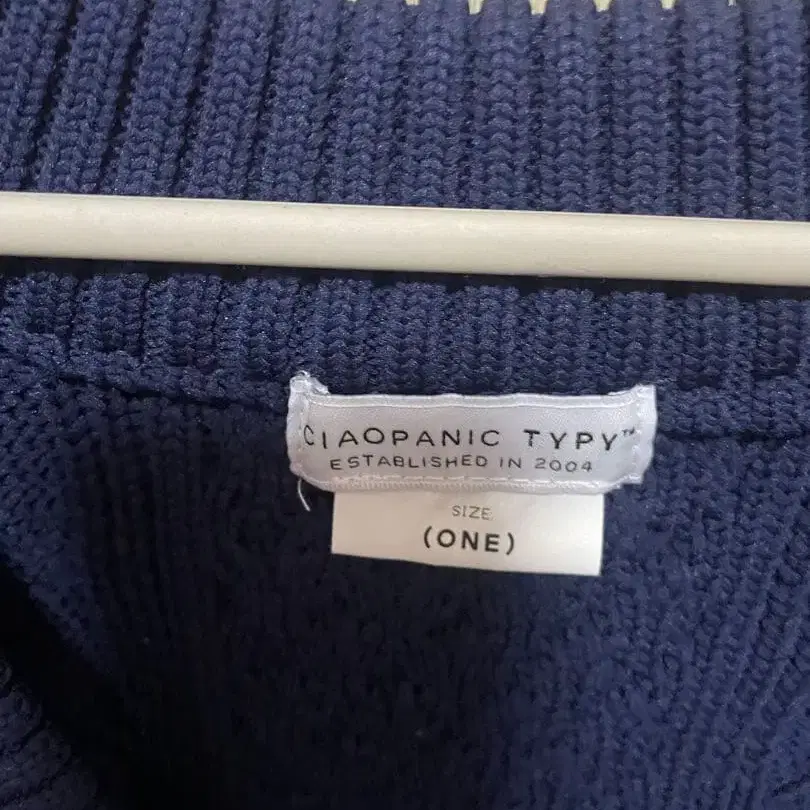 CIAOPANIC TYPY™
ESTABLISHED IN 2004
SIZE
(ONE)